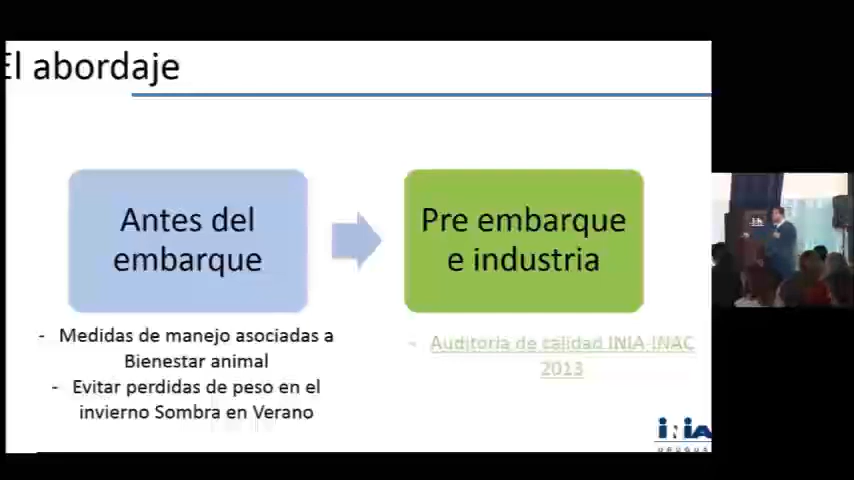 El abordaje
Antes del
embarque
Pre embarque
e industria
- Medidas de manejo asociadas a
Bienestar animal
- Evitar perdidas de peso en el
invierno Sombra en Verano
- Auditoria de calidad INIA-INAC
2013
INIA
URUGUA